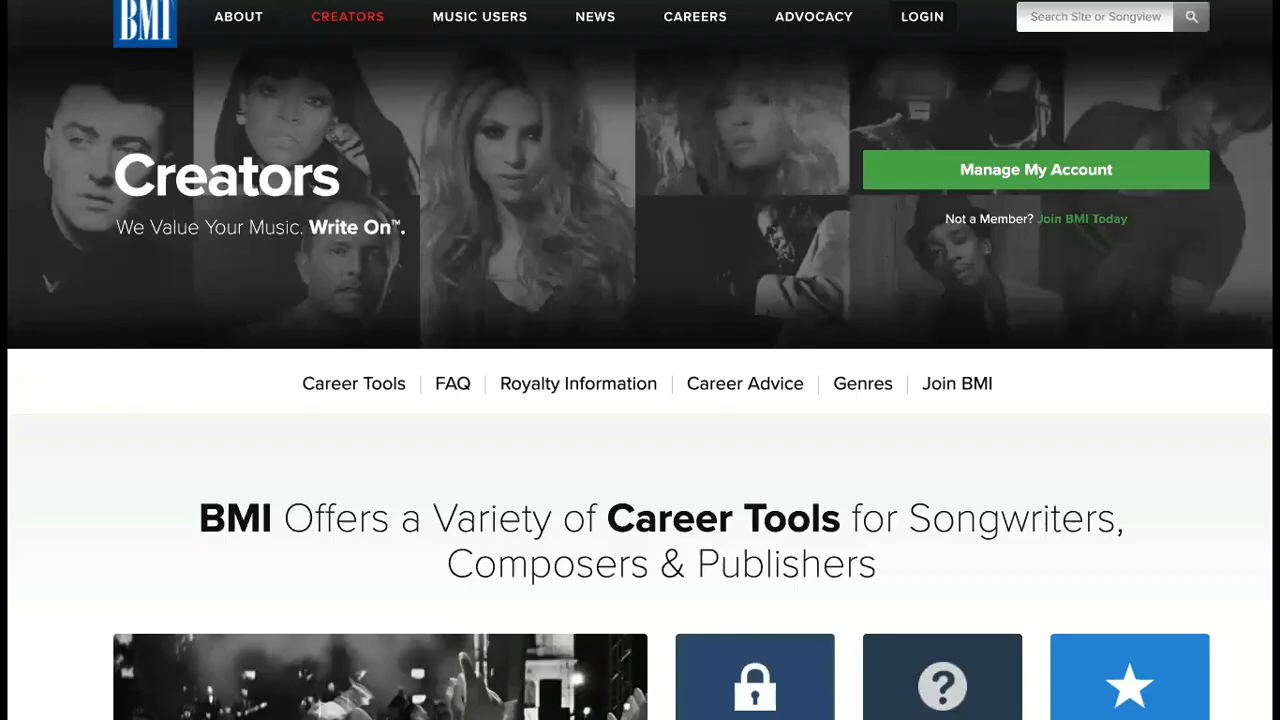 BMI
ABOUT
CREATORS
MUSIC USERS
NEWS
CAREERS
ADVOCACY
LOGIN
Search Site or Songview
Creators
We Value Your Music. Write On™.
Manage My Account
Not a Member? Join BMI Today
Career Tools
FAQ
Royalty Information
Career Advice
Genres
Join BMI
BMI Offers a Variety of Career Tools for Songwriters,
Composers & Publishers
?